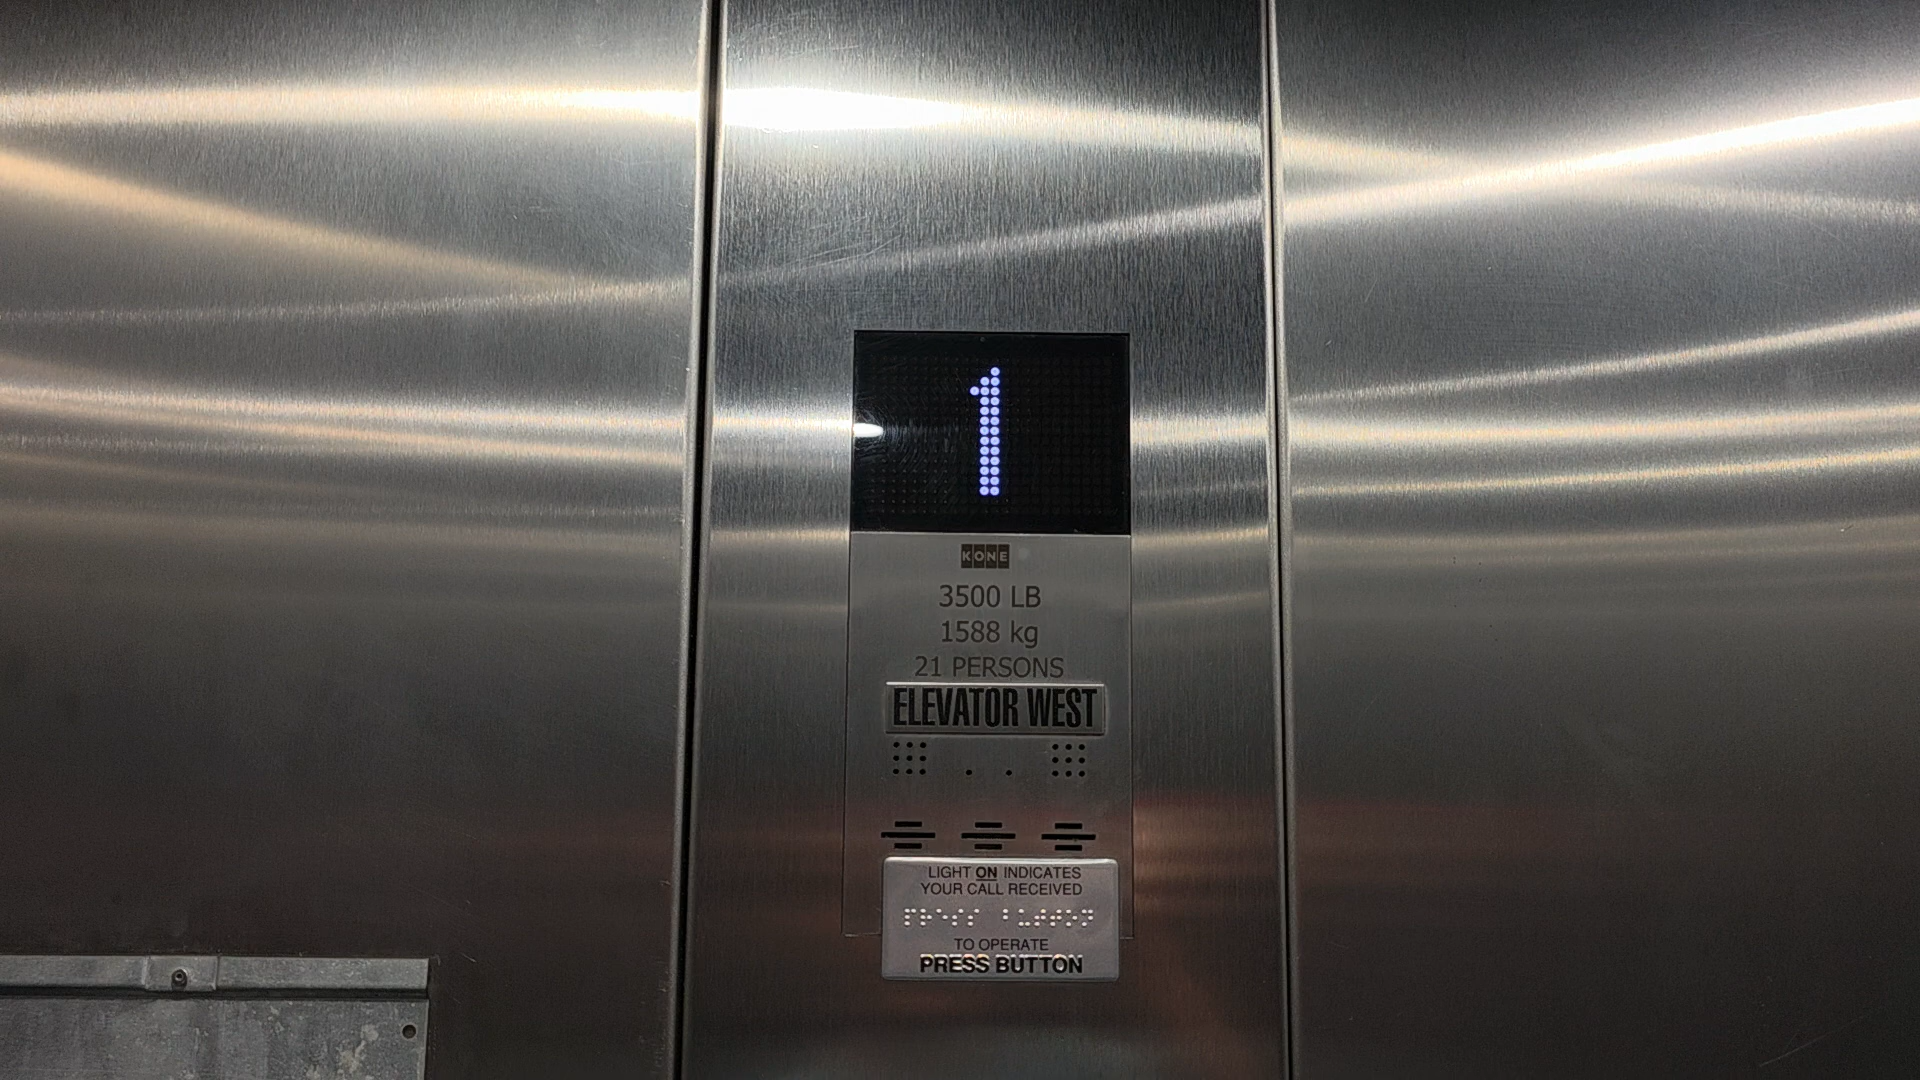 1
KONE
3500 LB
1588 kg
21 PERSONS
ELEVATOR WEST
LIGHT ON INDICATES
YOUR CALL RECEIVED
⠏⠗⠑⠎⠎ ⠃⠥⠞⠞⠕⠝
TO OPERATE
PRESS BUTTON